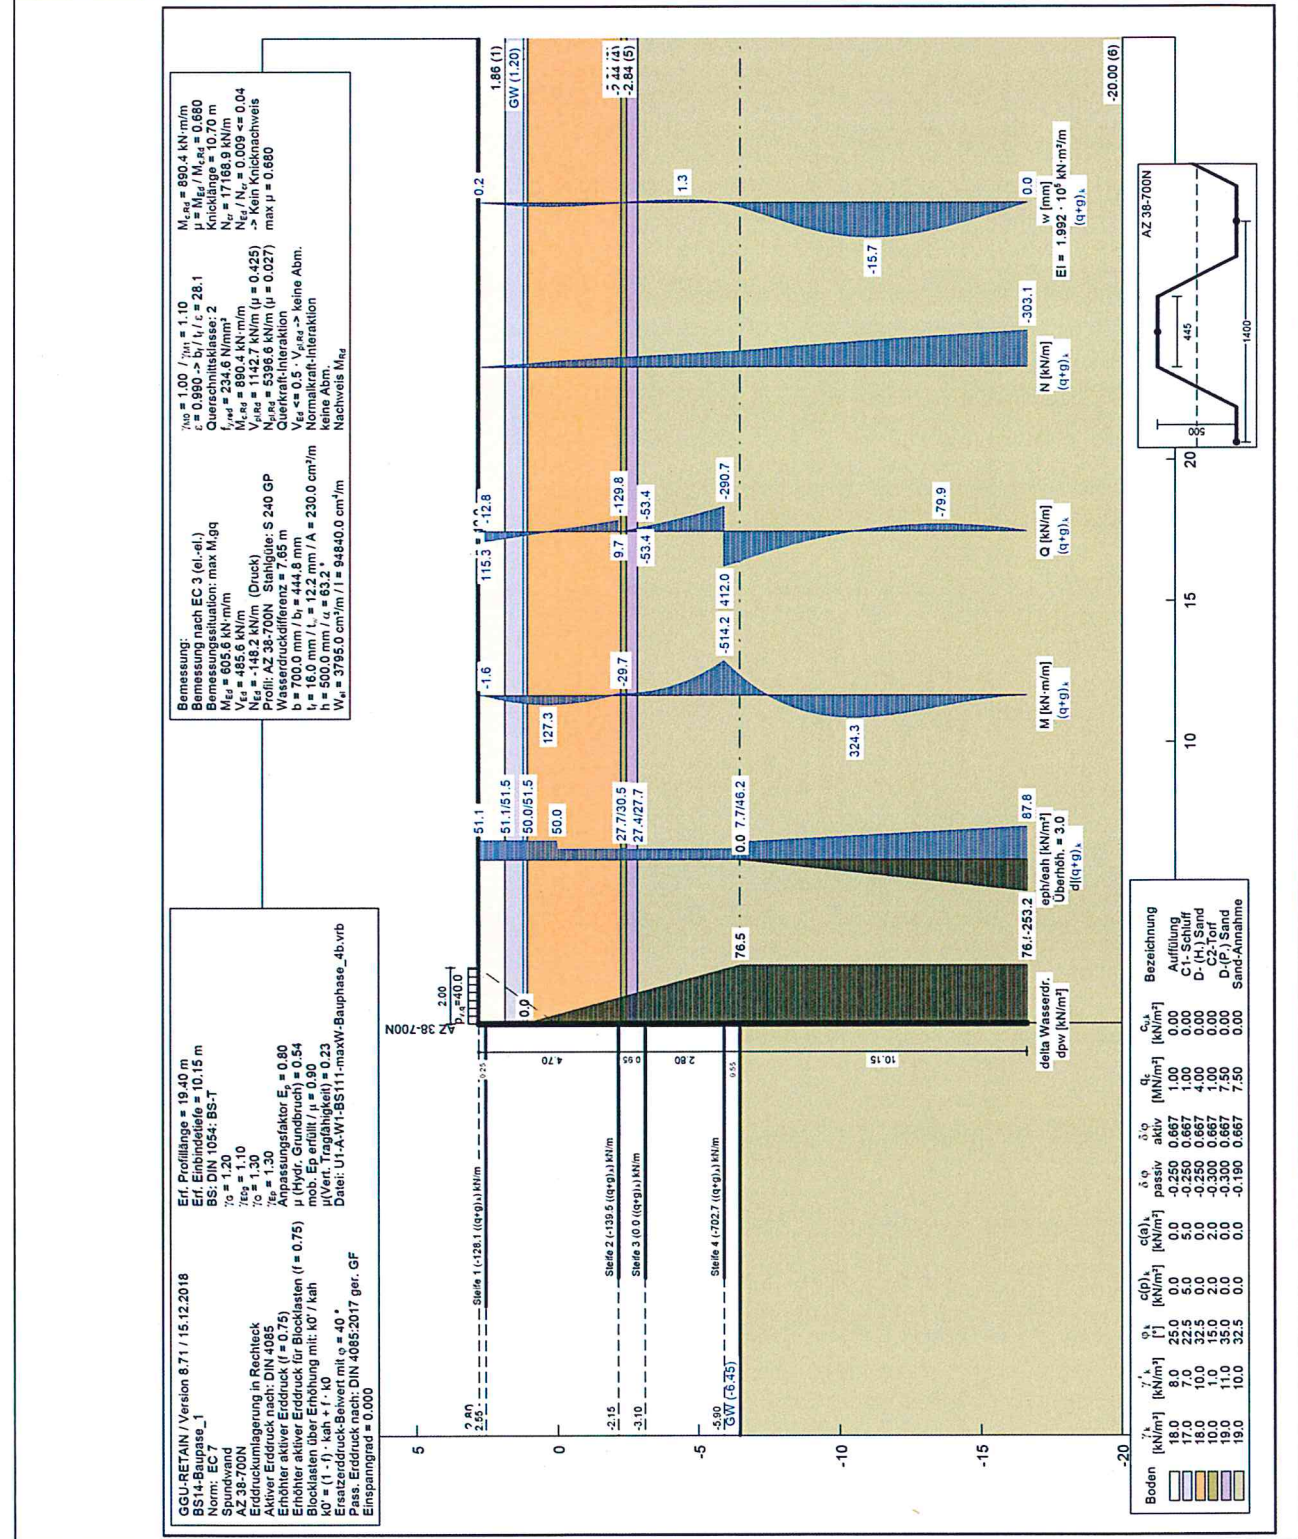 GGU-RETAIN / Version 8.71 / 15.12.2018
BS14-Baupase_1
Norm: EC 7
Spundwand
AZ 38-700N
Erddruckumlagerung in Rechteck
Aktiver Erddruck nach: DIN 4085
Erhöhter aktiver Erddruck (f = 0.75)
Erhöhter aktiver Erddruck für Blocklasten (f = 0.75)
Blocklasten über Erhöhung mit: k0' / kah
k0' = (1 - f) · kah + f · k0
Ersatzerddruck-Beiwert mit φ = 40 °
Pass. Erddruck nach: DIN 4085:2017 ger. GF
Einspanngrad = 0.000
Erf. Profillänge = 19.40 m
Erf. Einbindetiefe = 10.15 m
BS: DIN 1054: BS-T
γG = 1.20
γE0g = 1.10
γQ = 1.30
γEp = 1.30
Anpassungsfaktor Ep = 0.80
μ (Hydr. Grundbruch) = 0.54
mob. Ep erfüllt / μ = 0.90
μ(Vert. Tragfähigkeit) = 0.23
Datei: U1-A-W1-BS111-maxW-Bauphase_4b.vrb
Bemessung:
Bemessung nach EC 3 (el.-el.)
Bemessungssituation: max M,gq
MEd = 605.6 kN·m/m
VEd = 485.6 kN/m
NEd = -148.2 kN/m (Druck)
Profil: AZ 38-700N Stahlgüte: S 240 GP
Wasserdruckdifferenz = 7.65 m
b = 700.0 mm / bf = 444.8 mm
tf = 16.0 mm / tw = 12.2 mm / A = 230.0 cm²/m
h = 500.0 mm / α = 63.2 °
Wel = 3795.0 cm³/m / I = 94840.0 cm⁴/m
γM0 = 1.00 / γM1 = 1.10
ε = 0.990 -> bf / tf / ε = 28.1
Querschnittsklasse: 2
fy,red = 234.6 N/mm²
Mc,Rd = 890.4 kN·m/m
Vpl,Rd = 1142.7 kN/m (μ = 0.425)
Npl,Rd = 5396.6 kN/m (μ = 0.027)
Querkraft-Interaktion
VEd <= 0.5 · Vpl,Rd -> keine Abm.
Normalkraft-Interaktion
keine Abm.
Nachweis MRd
Mc,Rd = 890.4 kN·m/m
μ = MEd / Mc,Rd = 0.680
Knicklänge = 10.70 m
Ncr = 17168.9 kN/m
NEd / Ncr = 0.009 <= 0.04
-> Kein Knicknachweis
max μ = 0.680
AZ 38-700N
2.00
pv,q=40.0
2.55
-2.15
-3.10
-5.90
GW (-6.45)
Steife 1 (-128.1 ((q+g)k) kN/m
Steife 2 (-139.5 ((q+g)k) kN/m
Steife 3 (0.0 ((q+g)k) kN/m
Steife 4 (-702.7 ((q+g)k) kN/m
0.25
4.70
0.95
2.80
0.55
10.15
0.0
76.5
delta Wasserdr.
dpw [kN/m²]
51.1
51.1/51.5
50.0/51.5
50.0
27.7/30.5
27.4/27.7
0.0 7.7/46.2
-253.2
87.8
eph/eah [kN/m²]
Überhöh. = 3.0
d|(q+g)k
-1.6
127.3
-29.7
-514.2
324.3
M [kN·m/m]
(q+g)k
115.3
-12.8
9.7
-129.8
-53.4
-53.4
412.0
-290.7
-79.9
Q [kN/m]
(q+g)k
-303.1
N [kN/m]
(q+g)k
0.2
1.3
-15.7
0.0
w [mm]
EI = 1.992 · 10⁵ kN·m²/m
(q+g)k
1.86 (1)
GW (1.20)
-2.84 (5)
-20.00 (6)
5
0
-5
-10
-15
-20
10
15
20
Boden γk [kN/m³] γ'k [kN/m³] φk [°] c(p)k [kN/m²] c(a)k [kN/m²] δ/φ passiv δ/φ aktiv qc [MN/m²] cu,k [kN/m²] Bezeichnung
18.0 8.0 25.0 0.0 0.0 -0.250 0.667 1.00 0.00 Auffüllung
17.0 7.0 22.5 5.0 5.0 -0.250 0.667 1.00 0.00 C1- Schluff
18.0 10.0 32.5 0.0 0.0 -0.250 0.667 4.00 0.00 D- (H.) Sand
10.0 1.0 15.0 2.0 2.0 -0.300 0.667 1.00 0.00 C2-Torf
19.0 11.0 35.0 0.0 0.0 -0.300 0.667 7.50 0.00 D-(P.) Sand
19.0 10.0 32.5 0.0 0.0 -0.190 0.667 7.50 0.00 Sand-Annahme
AZ 38-700N
500
445
1400